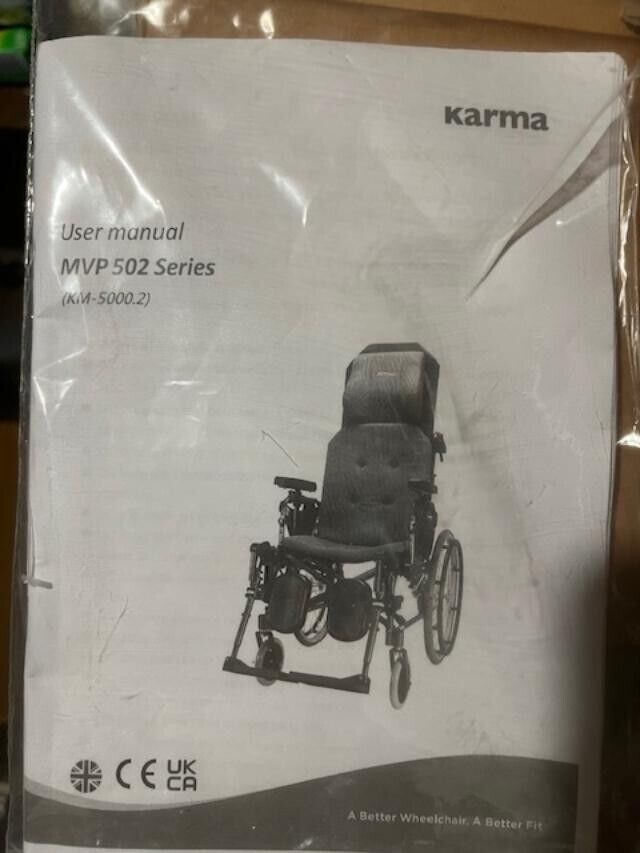 Karma
User manual
MVP 502 Series
(KM-5000.2)
CE UK
CA
A Better Wheelchair, A Better Fit